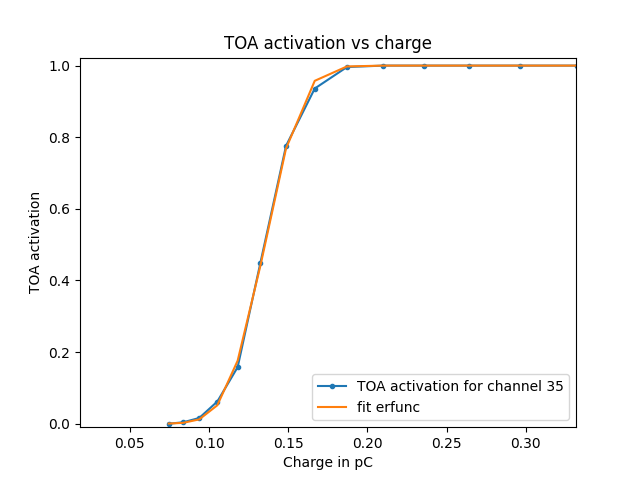 TOA activation vs charge
1.0
0.8
0.6
0.4
0.2
0.0
TOA activation
0.05 0.10 0.15 0.20 0.25 0.30
Charge in pC
TOA activation for channel 35
fit erfunc